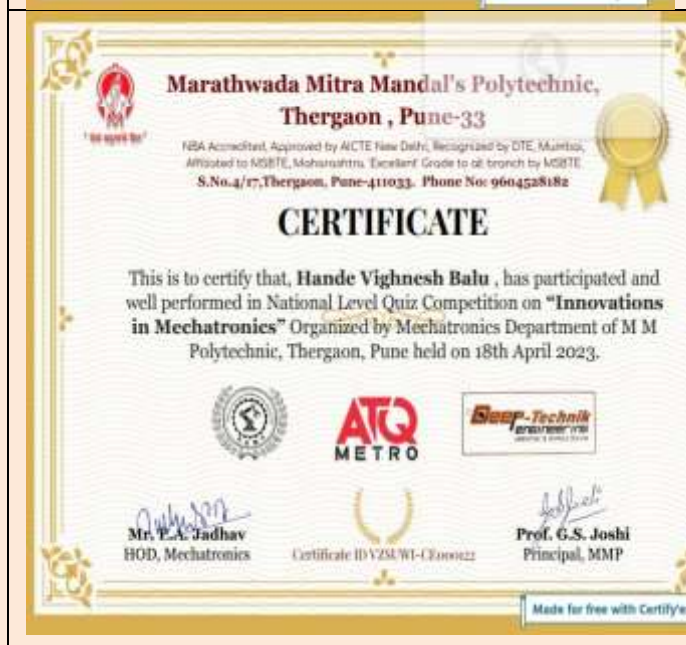 Marathwada Mitra Mandal's Polytechnic,
Thergaon , Pune-33
NBA Accredited, Approved by AICTE New Delhi, Recognized by DTE, Mumbai,
Affiliated to MSBTE, Maharashtra, 'Excellent' Grade to all branch by MSBTE
S.No.4/17,Thergaon, Pune-411033. Phone No: 9604528182
CERTIFICATE
This is to certify that, Hande Vighnesh Balu , has participated and
well performed in National Level Quiz Competition on “Innovations
in Mechatronics” Organized by Mechatronics Department of M M
Polytechnic, Thergaon, Pune held on 18th April 2023.
ATQ
METRO
Deep-Technik
Engineering
Mr. P.A. Jadhav
HOD, Mechatronics
Certificate ID
Prof. G.S. Joshi
Principal, MMP
Made for free with Certify'e